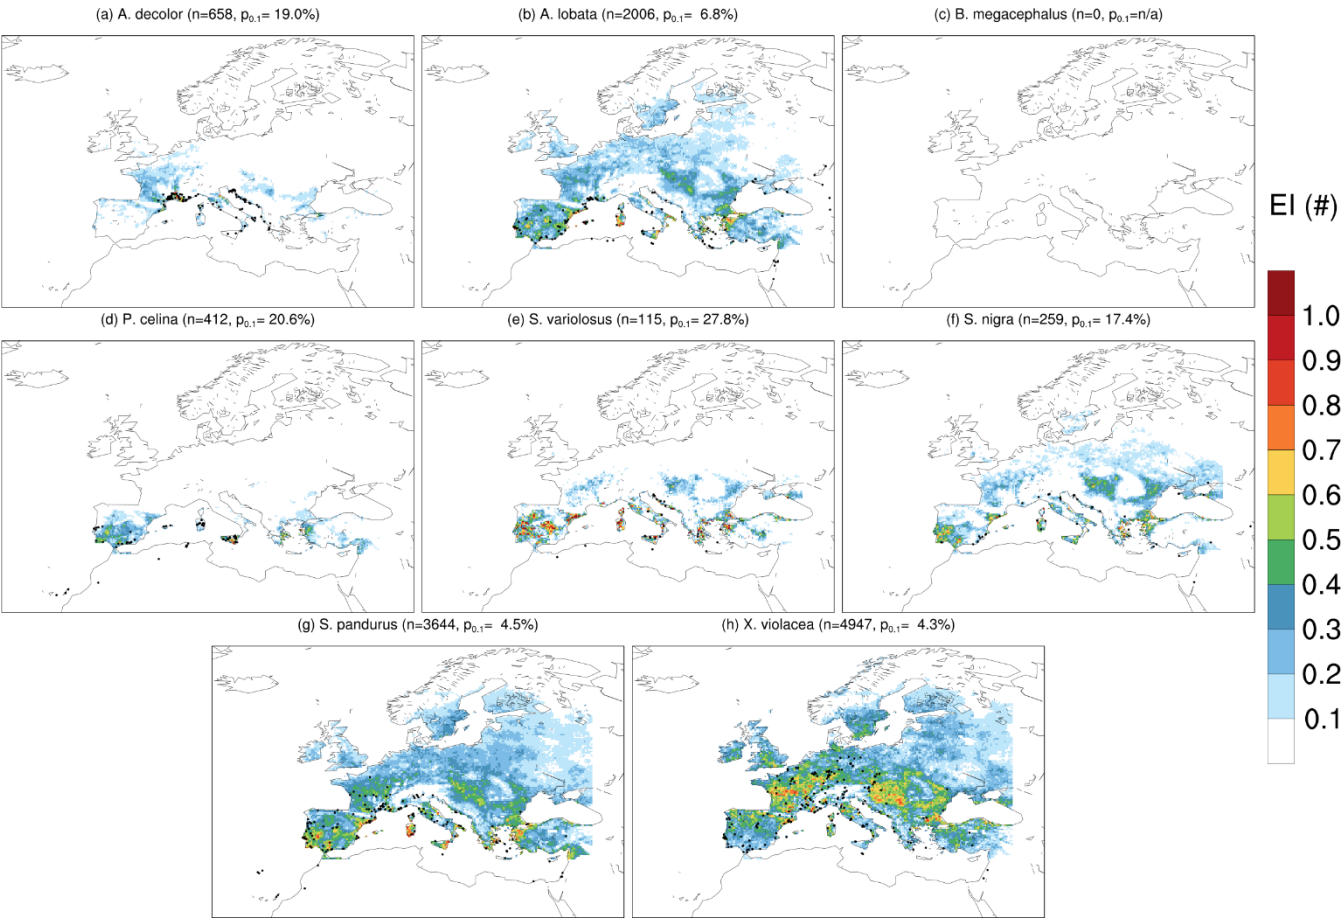 (a) A. decolor (n=658, p0.1= 19.0%)
(b) A. lobata (n=2006, p0.1= 6.8%)
(c) B. megacephalus (n=0, p0.1=n/a)
(d) P. celina (n=412, p0.1= 20.6%)
(e) S. variolosus (n=115, p0.1= 27.8%)
(f) S. nigra (n=259, p0.1= 17.4%)
(g) S. pandurus (n=3644, p0.1= 4.5%)
(h) X. violacea (n=4947, p0.1= 4.3%)
EI (#)
1.0
0.9
0.8
0.7
0.6
0.5
0.4
0.3
0.2
0.1